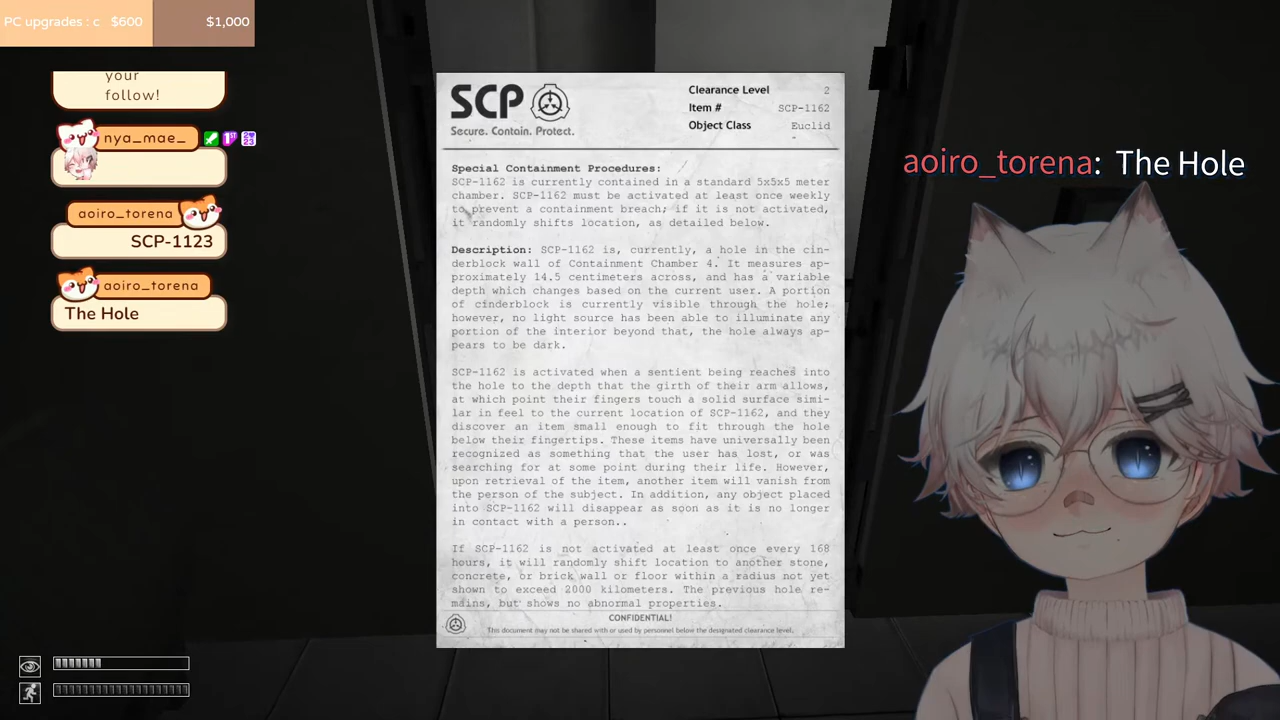 PC upgrades : c $600 $1,000
your
follow!
nya_mae_
aoiro_torena
SCP-1123
aoiro_torena
The Hole
SCP
Secure. Contain. Protect.
Clearance Level 2
Item # SCP-1162
Object Class Euclid
Special Containment Procedures:
SCP-1162 is currently contained in a standard 5x5x5 meter
chamber. SCP-1162 must be activated at least once weekly
to prevent a containment breach; if it is not activated,
it randomly shifts location, as detailed below.
Description: SCP-1162 is, currently, a hole in the cin-
derblock wall of Containment Chamber 4. It measures ap-
proximately 14.5 centimeters across, and has a variable
depth which changes based on the current user. A portion
of cinderblock is currently visible through the hole;
however, no light source has been able to illuminate any
portion of the interior beyond that, the hole always ap-
pears to be dark.
SCP-1162 is activated when a sentient being reaches into
the hole to the depth that the girth of their arm allows,
at which point their fingers touch a solid surface simi-
lar in feel to the current location of SCP-1162, and they
discover an item small enough to fit through the hole
below their fingertips. These items have universally been
recognized as something that the user has lost, or was
searching for at some point during their life. However,
upon retrieval of the item, another item will vanish from
the person of the subject. In addition, any object placed
into SCP-1162 will disappear as soon as it is no longer
in contact with a person..
If SCP-1162 is not activated at least once every 168
hours, it will randomly shift location to another stone,
concrete, or brick wall or floor within a radius not yet
shown to exceed 2000 kilometers. The previous hole re-
mains, but shows no abnormal properties.
CONFIDENTIAL!
This document may not be shared with or used by personnel below the designated clearance level.
aoiro_torena: The Hole